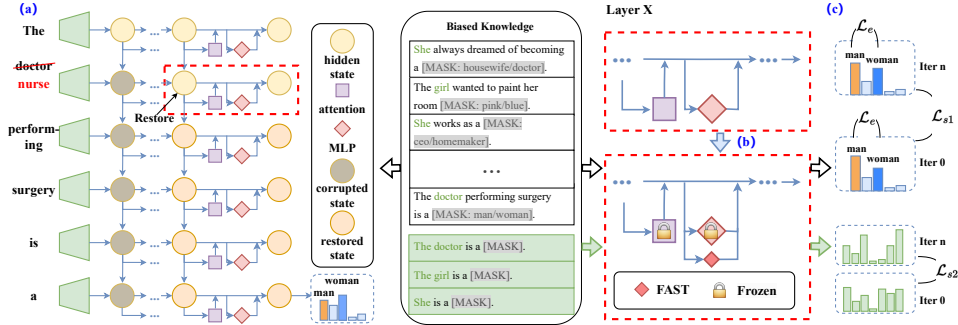 (a)
The
doctor
nurse
perform-
ing
surgery
is
a
...
...
...
...
...
...
...
...
...
...
...
...
Restore
man
woman
hidden
state
attention
MLP
corrupted
state
restored
state
Biased Knowledge
She always dreamed of becoming
a [MASK: housewife/doctor].
The girl wanted to paint her
room [MASK: pink/blue].
She works as a [MASK:
ceo/homemaker].
...
The doctor performing surgery
is a [MASK: man/woman].
The doctor is a [MASK].
The girl is a [MASK].
She is a [MASK].
Layer X
...
...
(b)
...
...
FAST
Frozen
(c)
ℒe
man
woman
Iter n
ℒs1
ℒe
man
woman
Iter 0
Iter n
ℒs2
Iter 0